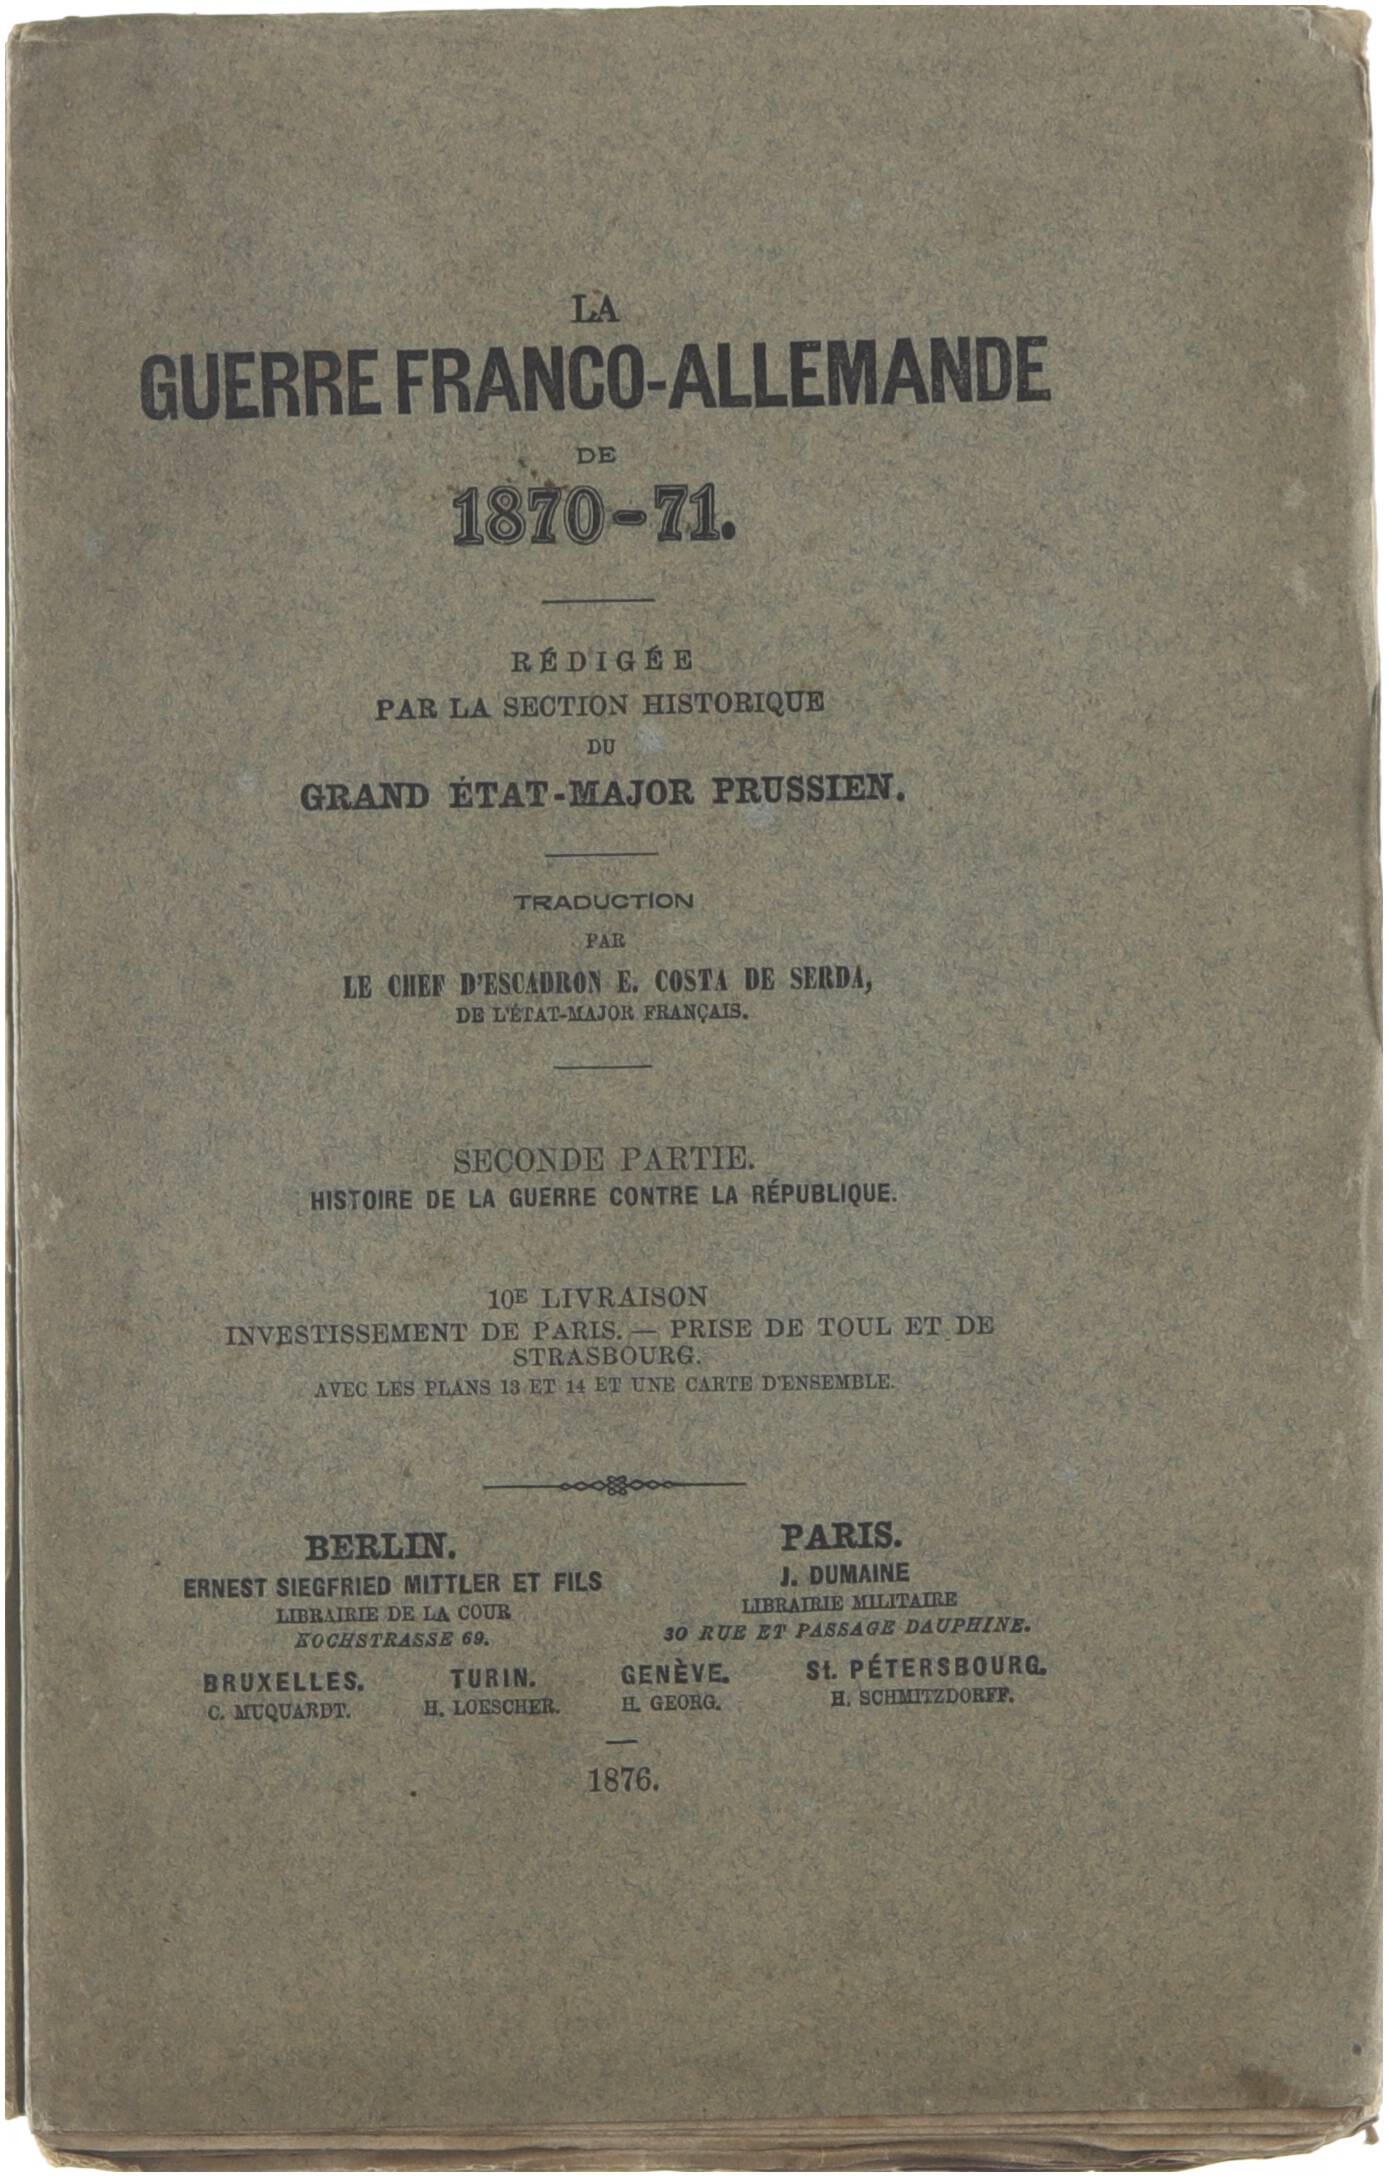 LA
GUERRE FRANCO-ALLEMANDE
DE
1870-71.
RÉDIGÉE
PAR LA SECTION HISTORIQUE
DU
GRAND ÉTAT-MAJOR PRUSSIEN.
TRADUCTION
PAR
LE CHEF D'ESCADRON E. COSTA DE SERDA,
DE L'ÉTAT-MAJOR FRANÇAIS.
SECONDE PARTIE.
HISTOIRE DE LA GUERRE CONTRE LA RÉPUBLIQUE.
10E LIVRAISON
INVESTISSEMENT DE PARIS. — PRISE DE TOUL ET DE
STRASBOURG.
AVEC LES PLANS 13 ET 14 ET UNE CARTE D'ENSEMBLE.
BERLIN.
ERNEST SIEGFRIED MITTLER ET FILS
LIBRAIRIE DE LA COUR
KOCHSTRASSE 69.
PARIS.
J. DUMAINE
LIBRAIRIE MILITAIRE
30 RUE ET PASSAGE DAUPHINE.
BRUXELLES.
C. MUQUARDT.
TURIN.
H. LOESCHER.
GENÈVE.
H. GEORG.
St. PÉTERSBOURG.
H. SCHMITZDORFF.
1876.